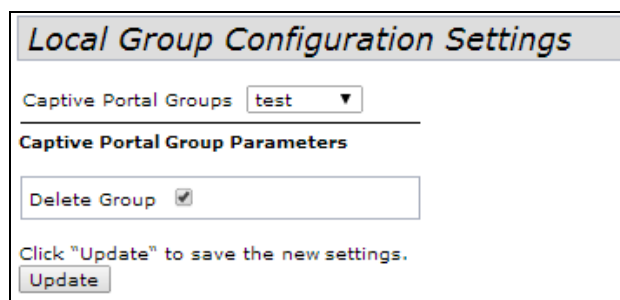 Local Group Configuration Settings
Captive Portal Groups test
Captive Portal Group Parameters
Delete Group
Click "Update" to save the new settings.
Update